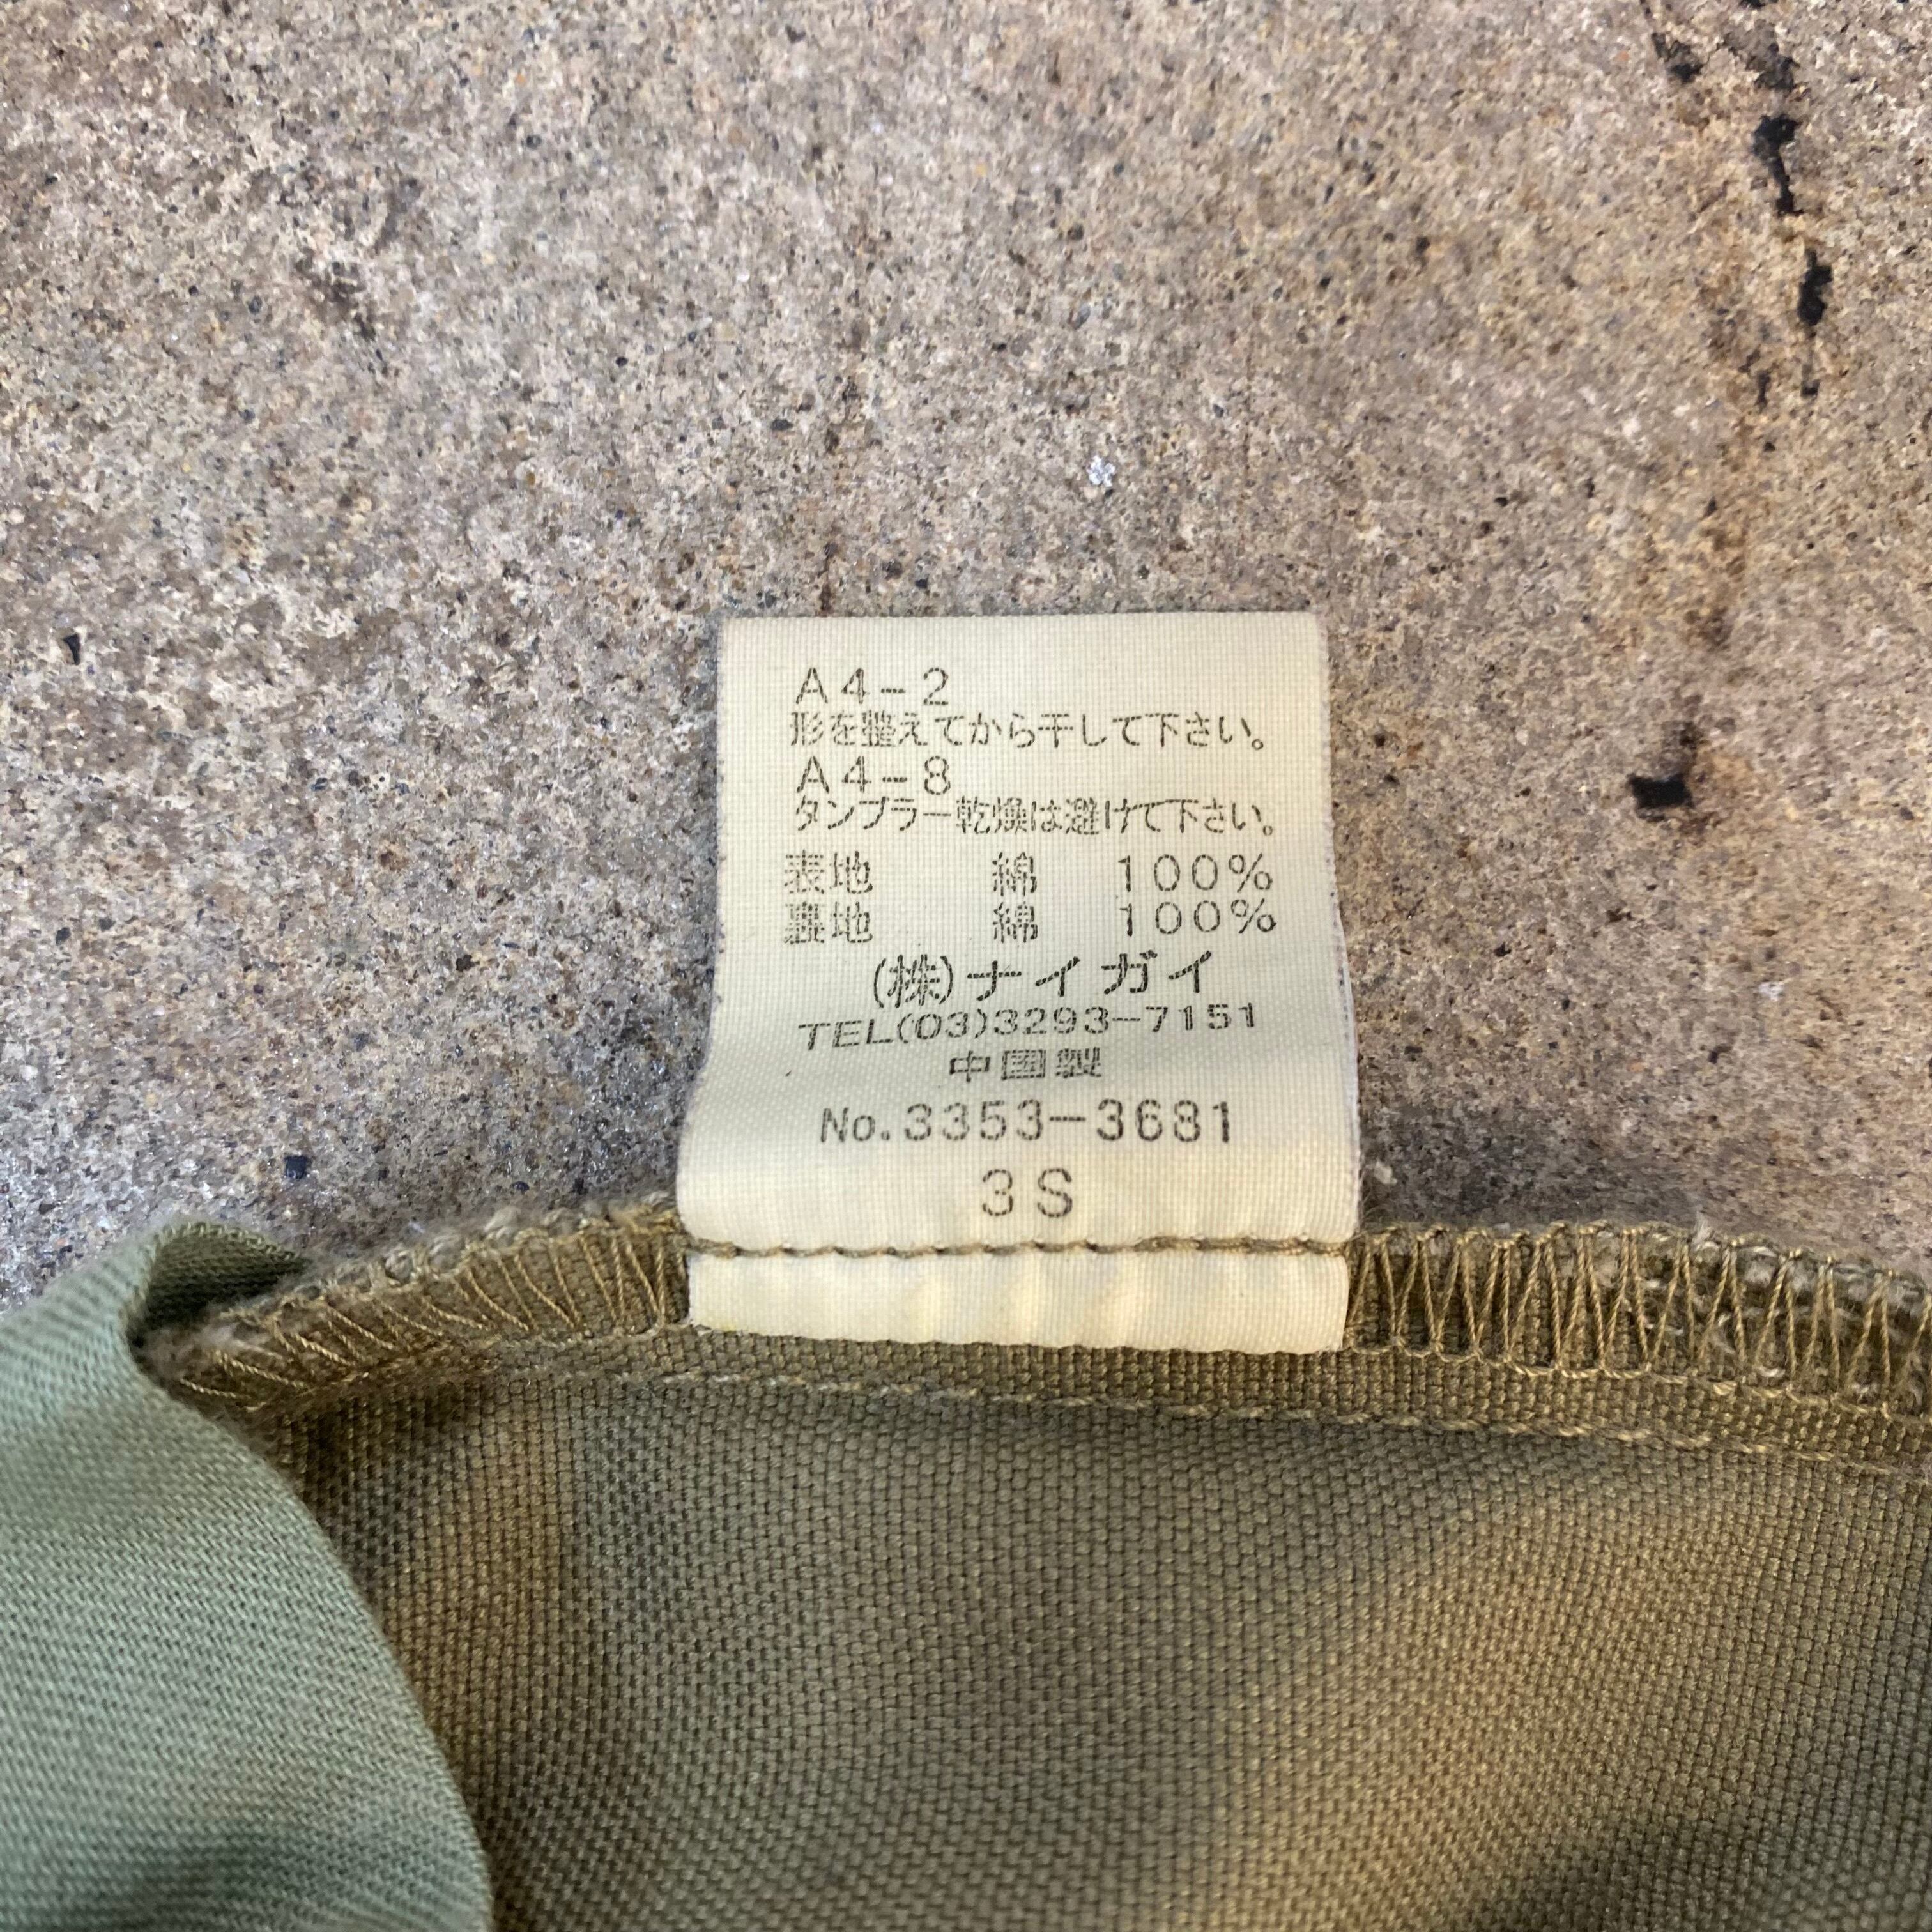 A4-2
形を整えてから干して下さい。
A4-8
タンブラー乾燥は避けて下さい。
表地 綿 100%
裏地 綿 100%
(株)ナイガイ
TEL(03)3293-7151
中国製
No.3353-3681
3S